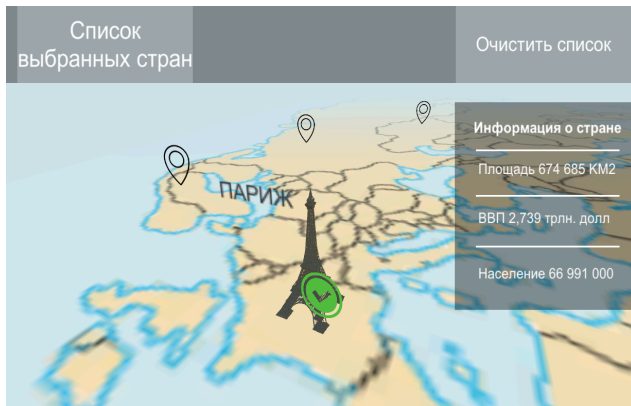 Список
выбранных стран
Очистить список
Информация о стране
Площадь 674 685 KM2
ПАРИЖ
ВВП 2,739 трлн. долл
Население 66 991 000